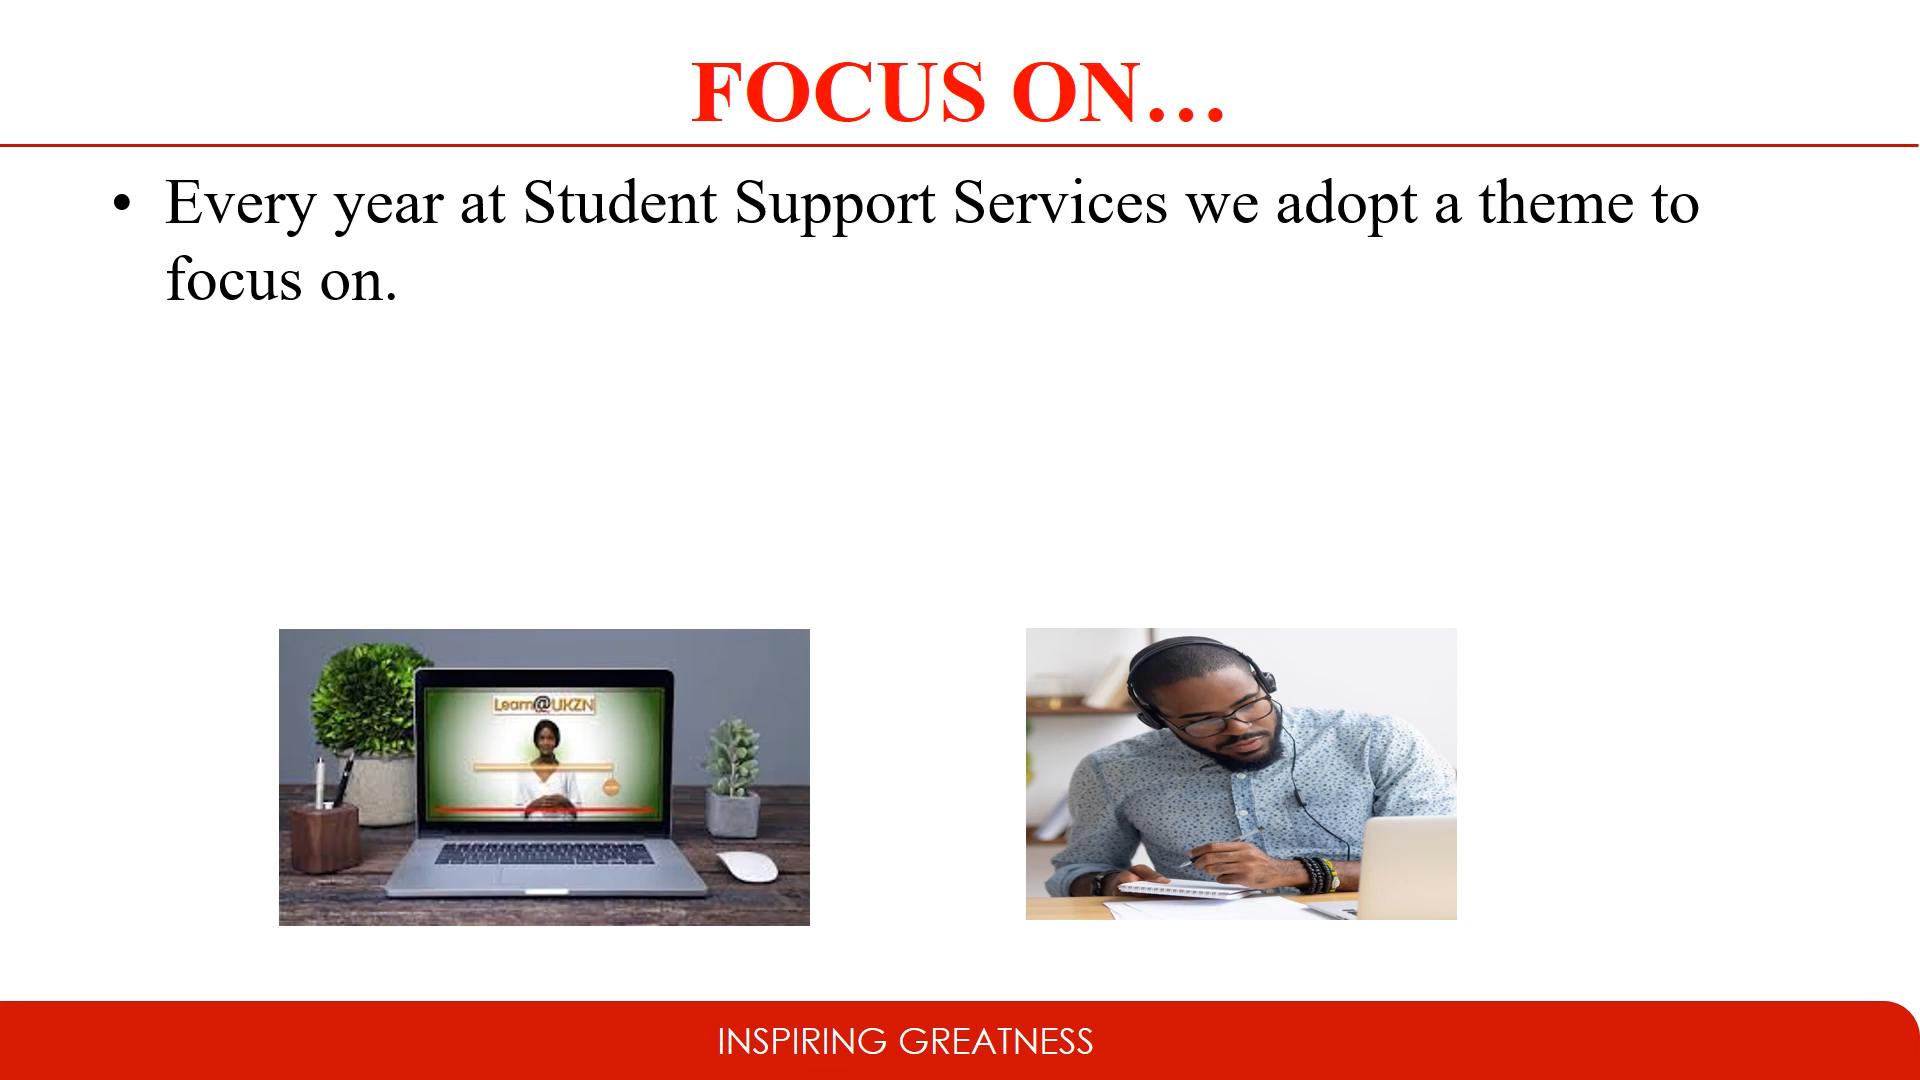 FOCUS ON...
• Every year at Student Support Services we adopt a theme to
focus on.
Learn@UKZN
INSPIRING GREATNESS